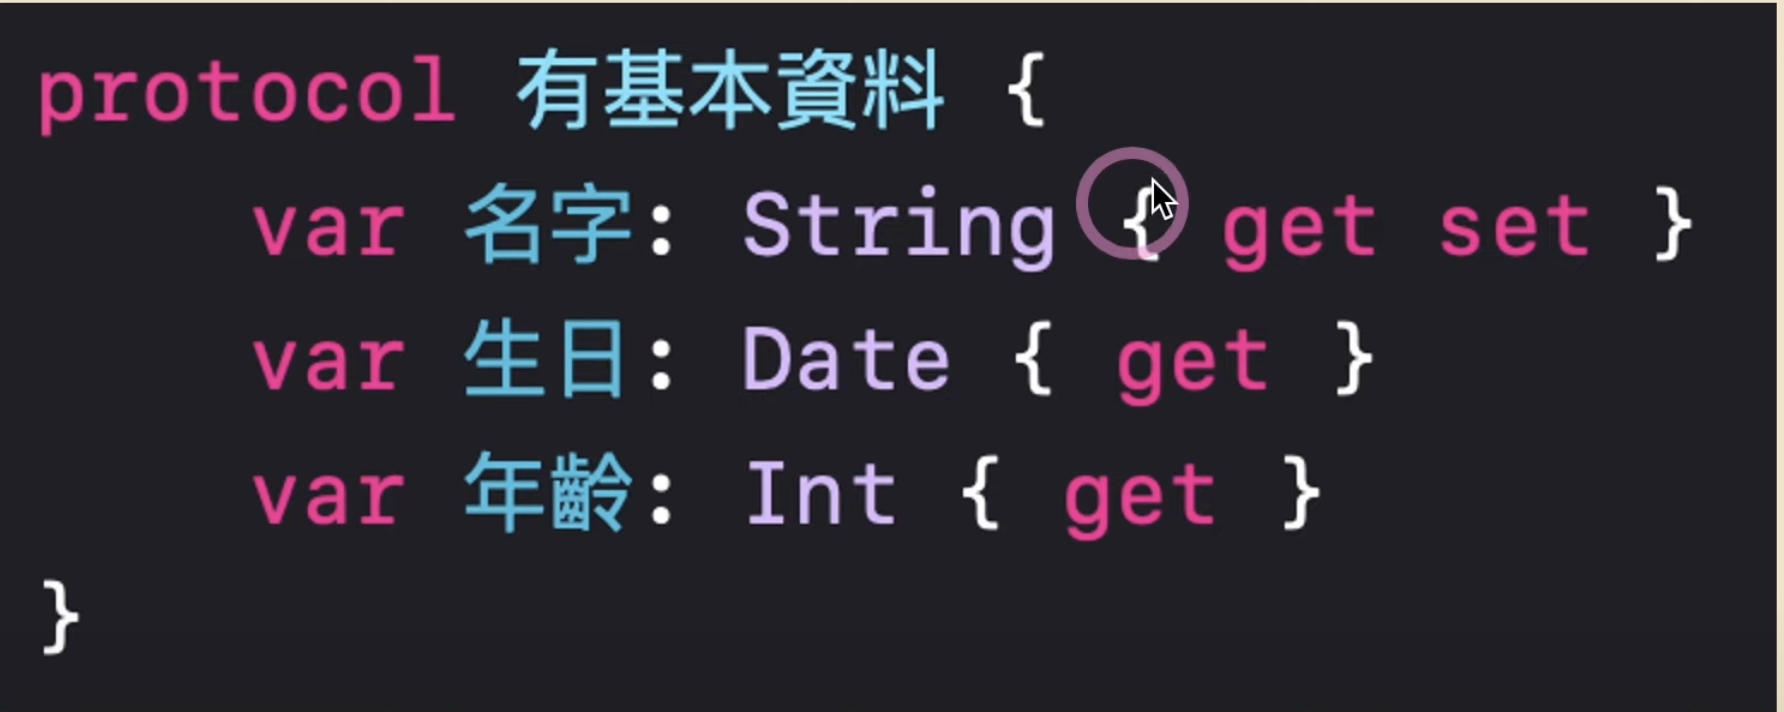 protocol 有基本資料 {
    var 名字: String { get set }
    var 生日: Date { get }
    var 年齡: Int { get }
}